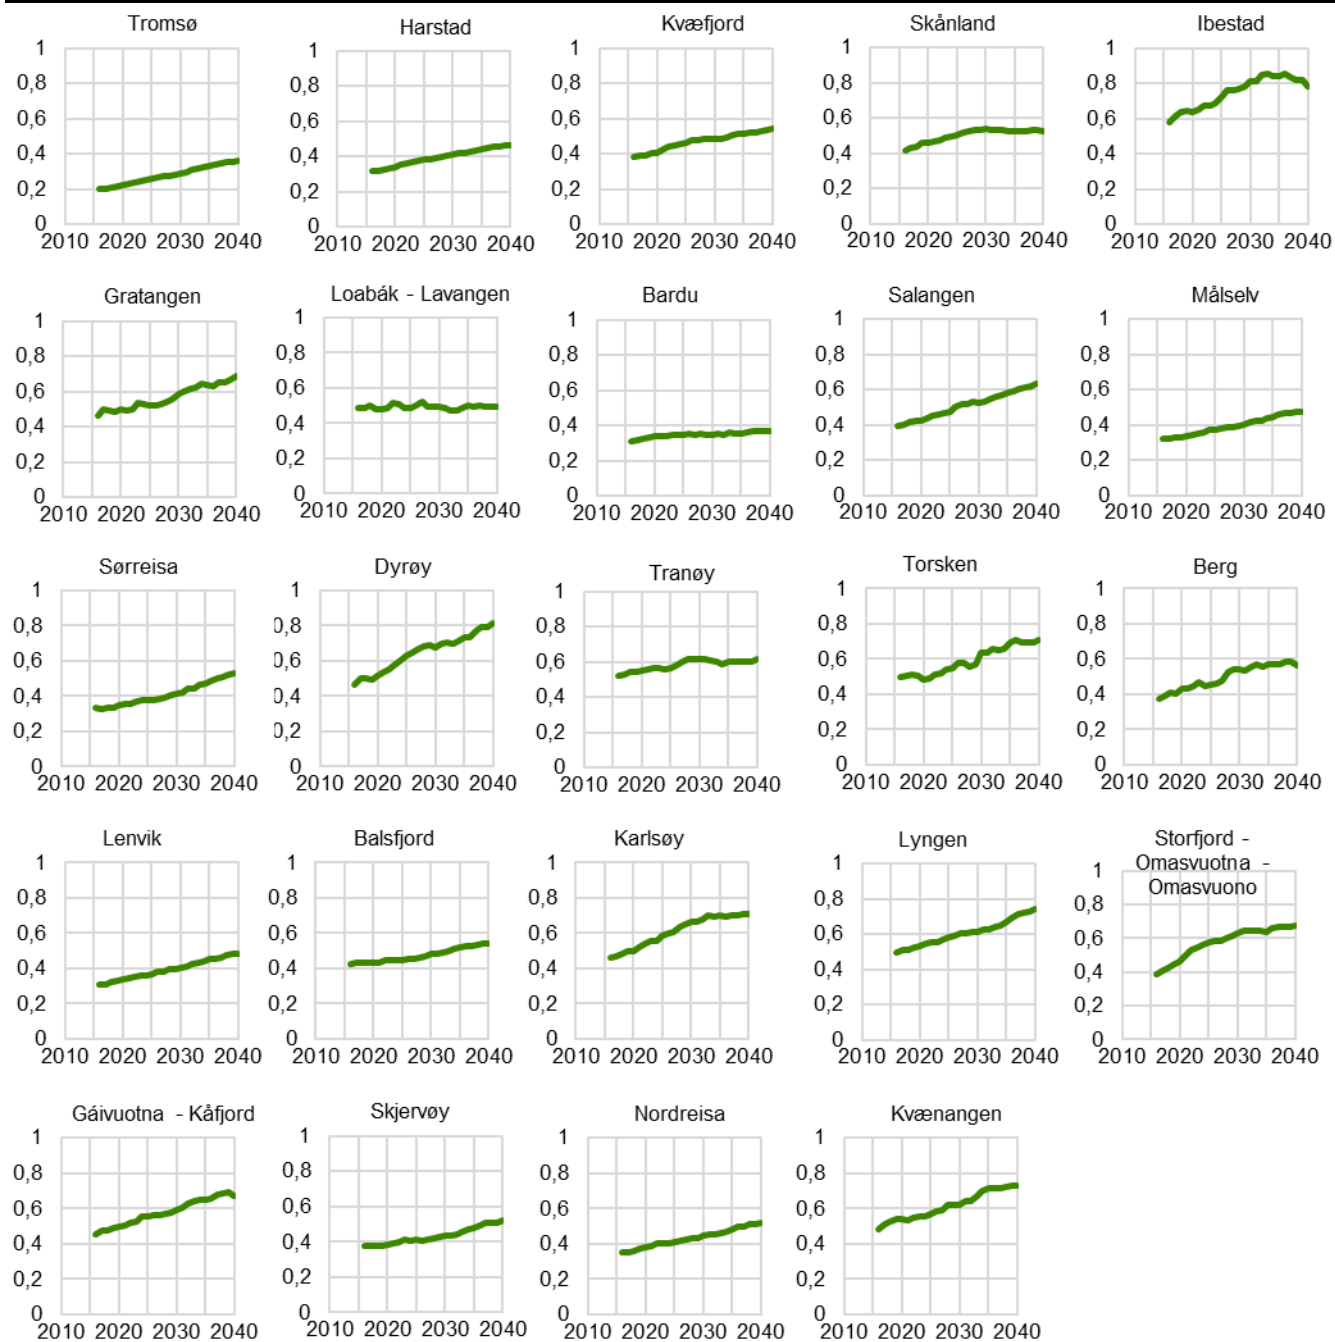 Tromsø
1
0,8
0,6
0,4
0,2
0
2010 2020 2030 2040
Harstad
1
0,8
0,6
0,4
0,2
0
2010 2020 2030 2040
Kvæfjord
1
0,8
0,6
0,4
0,2
0
2010 2020 2030 2040
Skånland
1
0,8
0,6
0,4
0,2
0
2010 2020 2030 2040
Ibestad
1
0,8
0,6
0,4
0,2
0
2010 2020 2030 2040
Gratangen
1
0,8
0,6
0,4
0,2
0
2010 2020 2030 2040
Loabák - Lavangen
1
0,8
0,6
0,4
0,2
0
2010 2020 2030 2040
Bardu
1
0,8
0,6
0,4
0,2
0
2010 2020 2030 2040
Salangen
1
0,8
0,6
0,4
0,2
0
2010 2020 2030 2040
Målselv
1
0,8
0,6
0,4
0,2
0
2010 2020 2030 2040
Sørreisa
1
0,8
0,6
0,4
0,2
0
2010 2020 2030 2040
Dyrøy
1
0,8
0,6
0,4
0,2
0
2010 2020 2030 2040
Tranøy
1
0,8
0,6
0,4
0,2
0
2010 2020 2030 2040
Torsken
1
0,8
0,6
0,4
0,2
0
2010 2020 2030 2040
Berg
1
0,8
0,6
0,4
0,2
0
2010 2020 2030 2040
Lenvik
1
0,8
0,6
0,4
0,2
0
2010 2020 2030 2040
Balsfjord
1
0,8
0,6
0,4
0,2
0
2010 2020 2030 2040
Karlsøy
1
0,8
0,6
0,4
0,2
0
2010 2020 2030 2040
Lyngen
1
0,8
0,6
0,4
0,2
0
2010 2020 2030 2040
Storfjord -
Omasvuotna -
Omasvuono
1
0,8
0,6
0,4
0,2
0
2010 2020 2030 2040
Gáivuotna - Kåfjord
1
0,8
0,6
0,4
0,2
0
2010 2020 2030 2040
Skjervøy
1
0,8
0,6
0,4
0,2
0
2010 2020 2030 2040
Nordreisa
1
0,8
0,6
0,4
0,2
0
2010 2020 2030 2040
Kvænangen
1
0,8
0,6
0,4
0,2
0
2010 2020 2030 2040